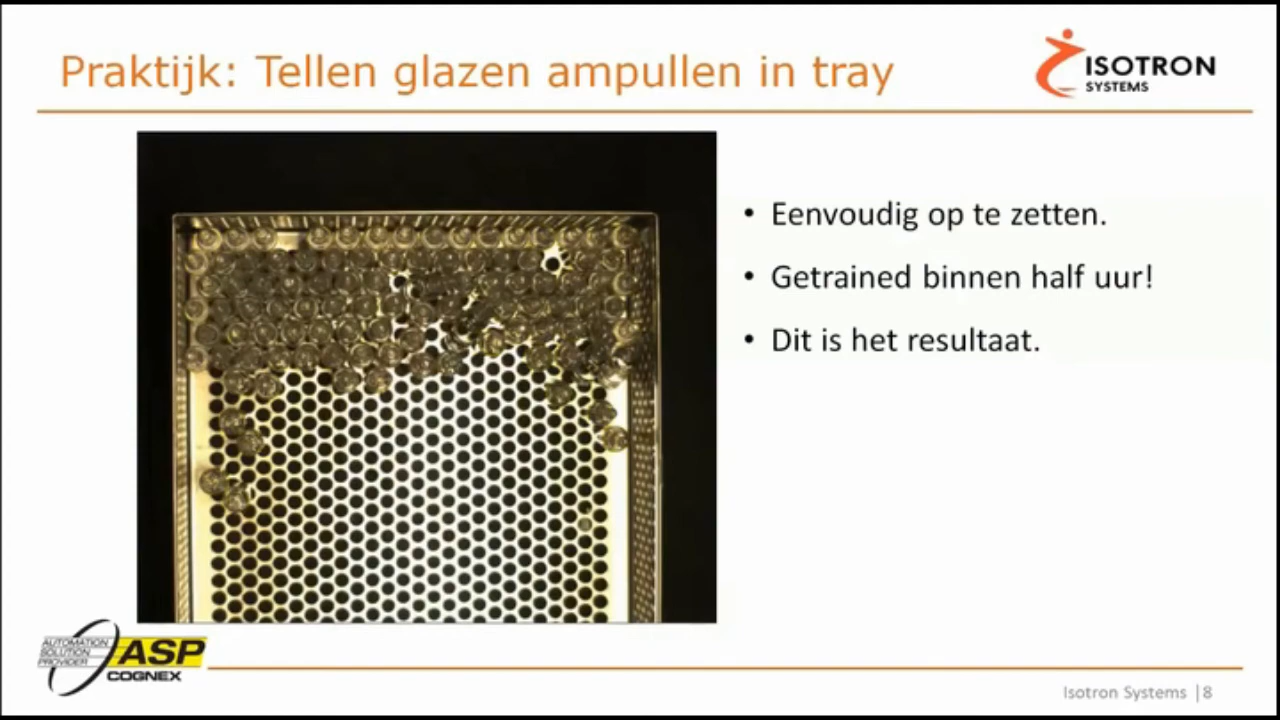 Praktijk: Tellen glazen ampullen in tray
ISOTRON
SYSTEMS
• Eenvoudig op te zetten.
• Getrained binnen half uur!
• Dit is het resultaat.
AUTOMATION
SOLUTION
PROVIDER
ASP
COGNEX
Isotron Systems |8